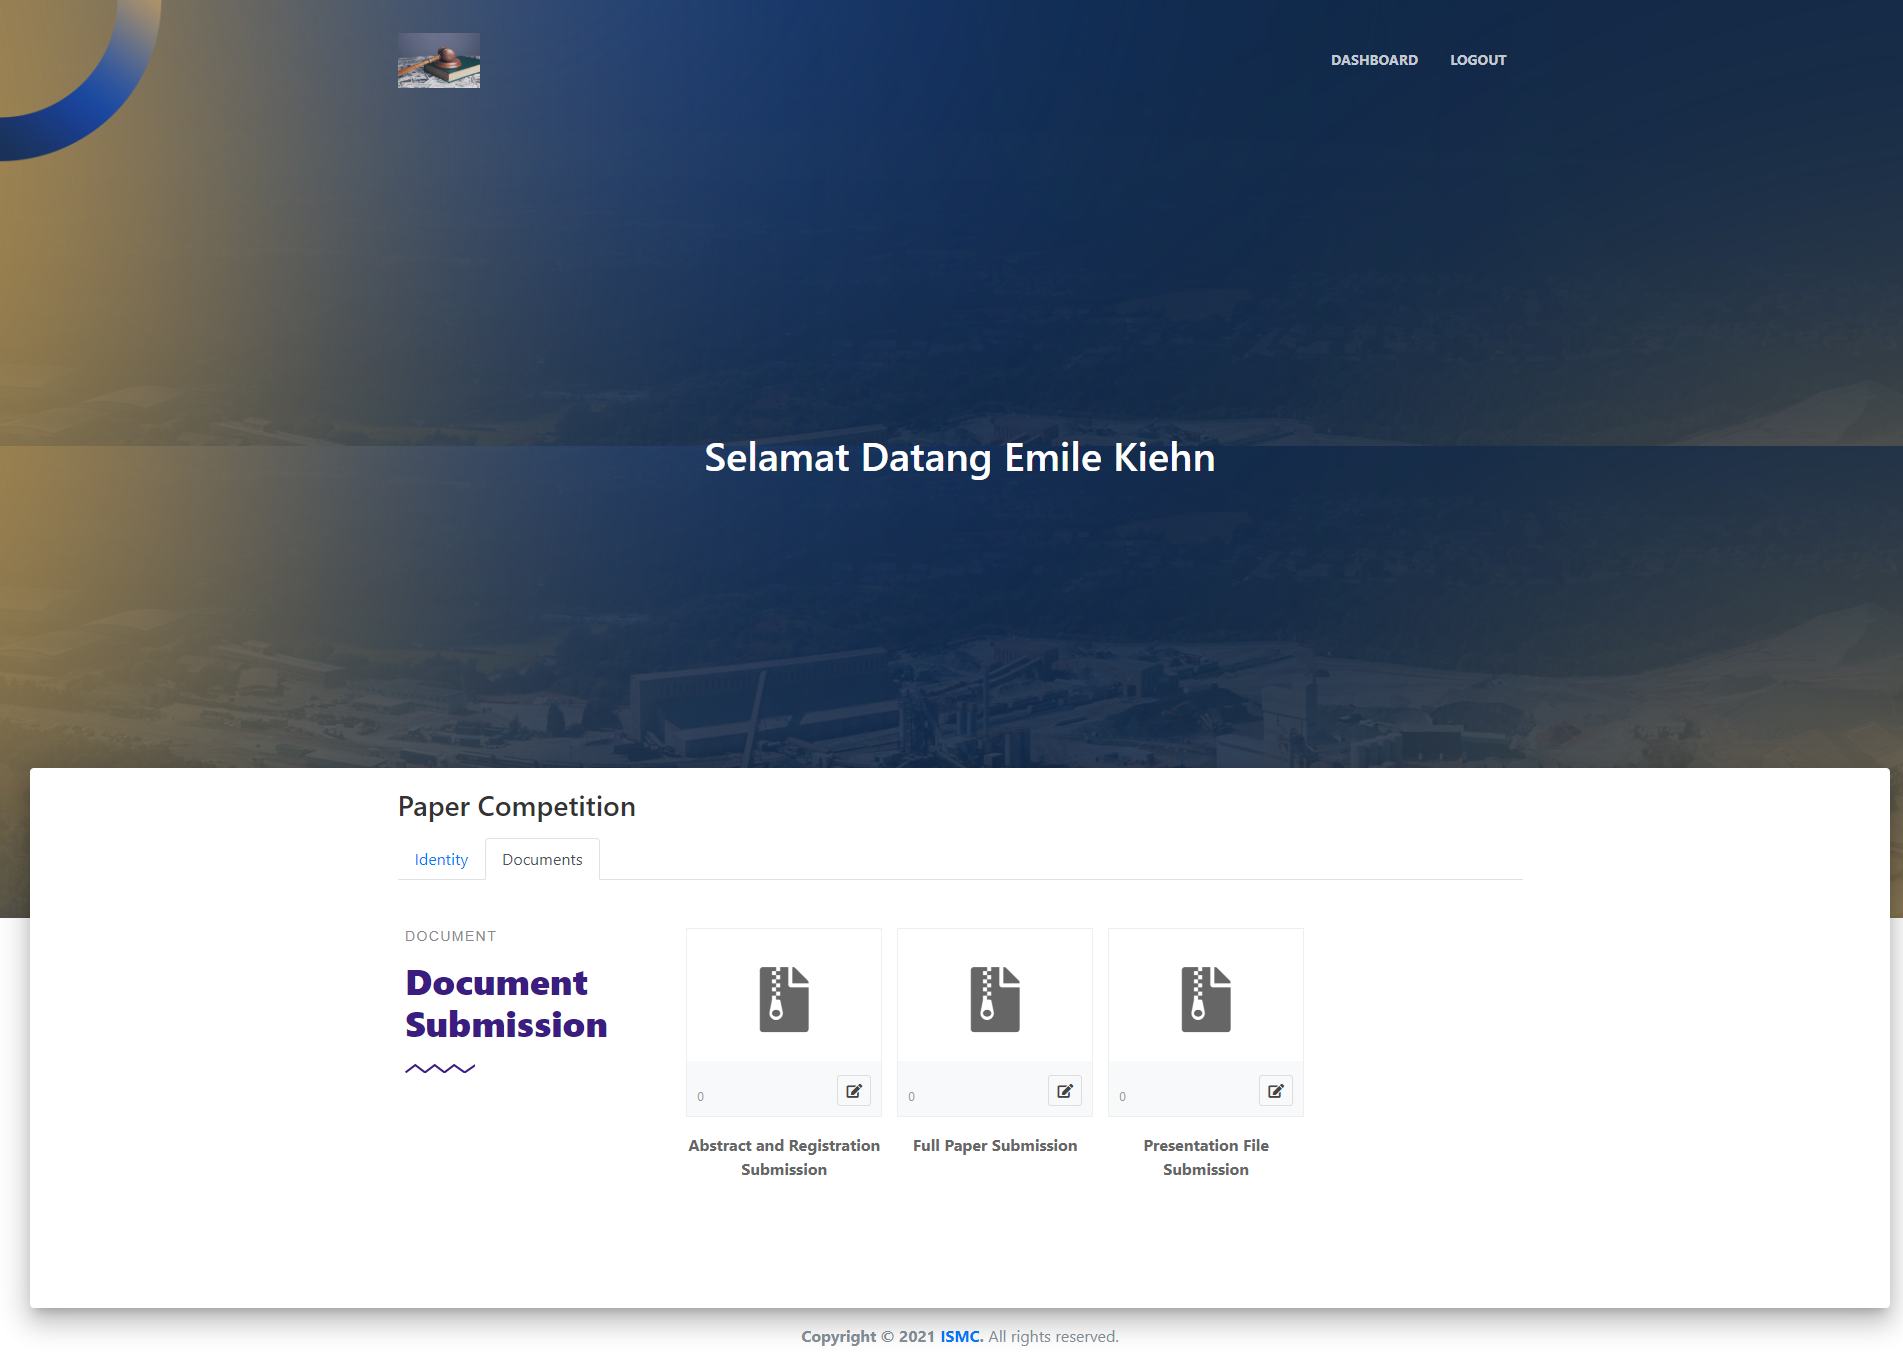 DASHBOARD LOGOUT
Selamat Datang Emile Kiehn
Paper Competition
Identity Documents
DOCUMENT
Document
Submission
0
0
0
Abstract and Registration
Submission
Full Paper Submission
Presentation File
Submission
Copyright © 2021 ISMC. All rights reserved.